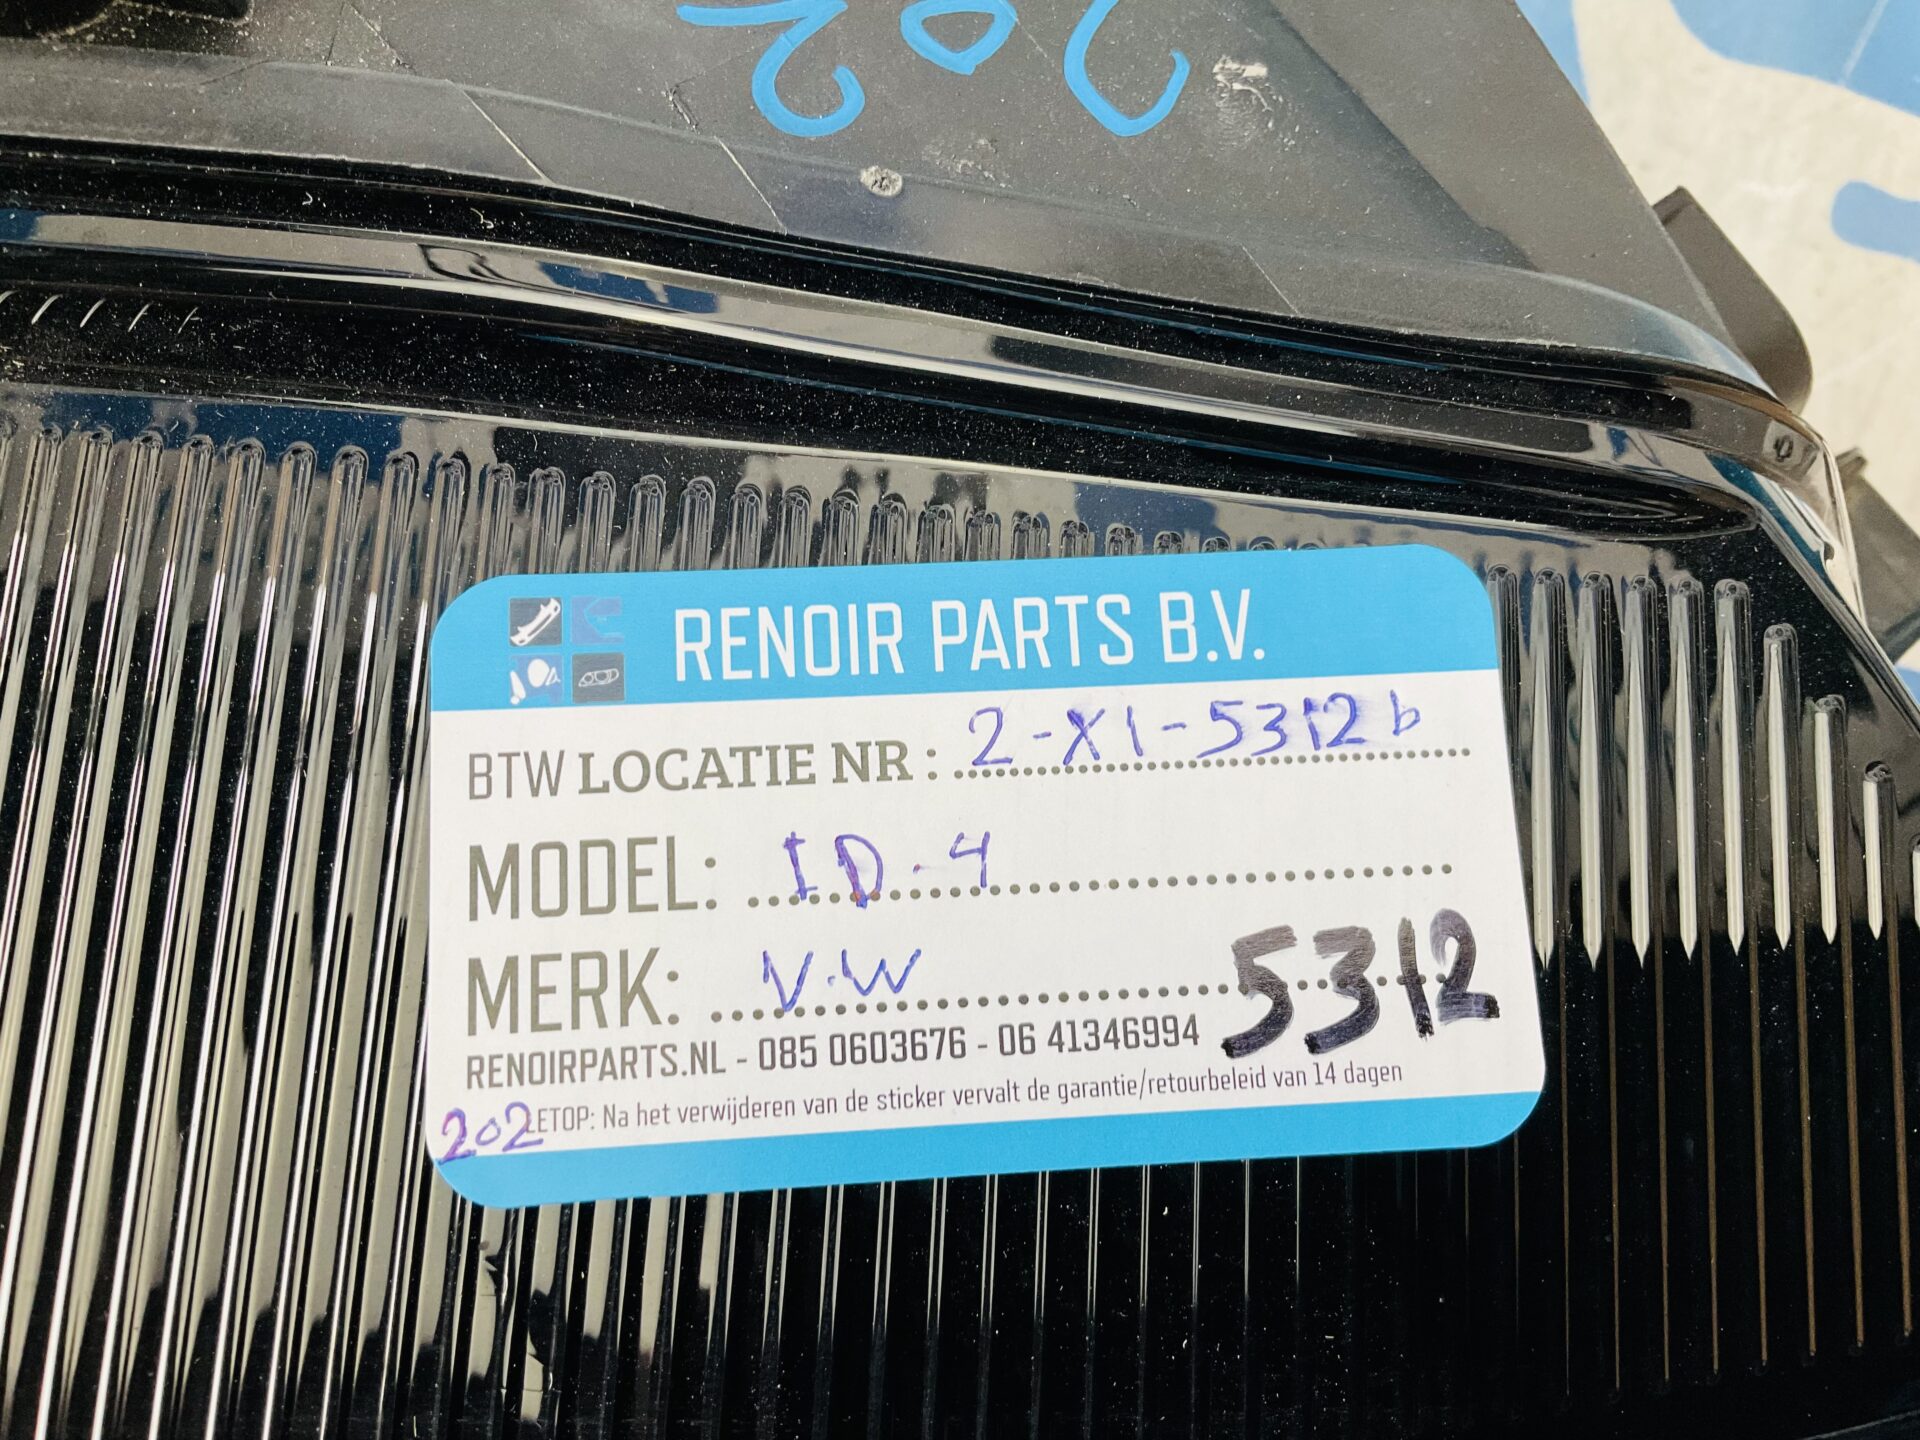 202
RENOIR PARTS B.V.
BTW LOCATIE NR: 2-X1-5312b
MODEL: ID.4
MERK: V.W
5312
RENOIRPARTS.NL - 085 0603676 - 06 41346994
LETOP: Na het verwijderen van de sticker vervalt de garantie/retourbeleid van 14 dagen
202